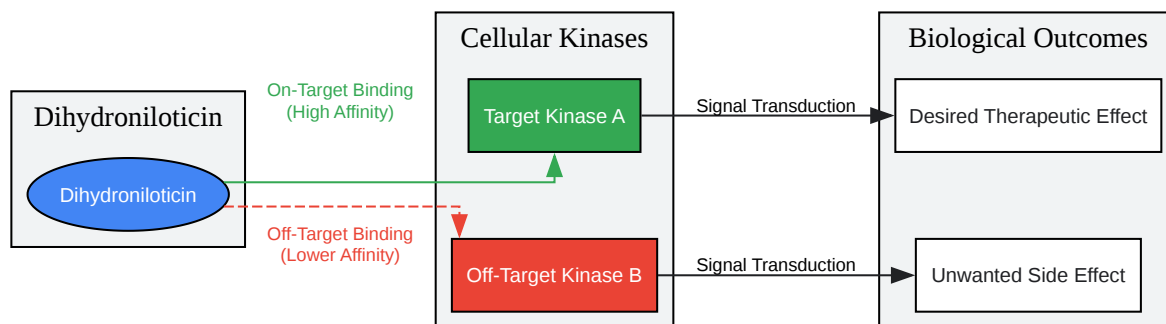 Dihydroniloticin
Dihydroniloticin
On-Target Binding
(High Affinity)
Off-Target Binding
(Lower Affinity)
Cellular Kinases
Target Kinase A
Off-Target Kinase B
Signal Transduction
Signal Transduction
Biological Outcomes
Desired Therapeutic Effect
Unwanted Side Effect